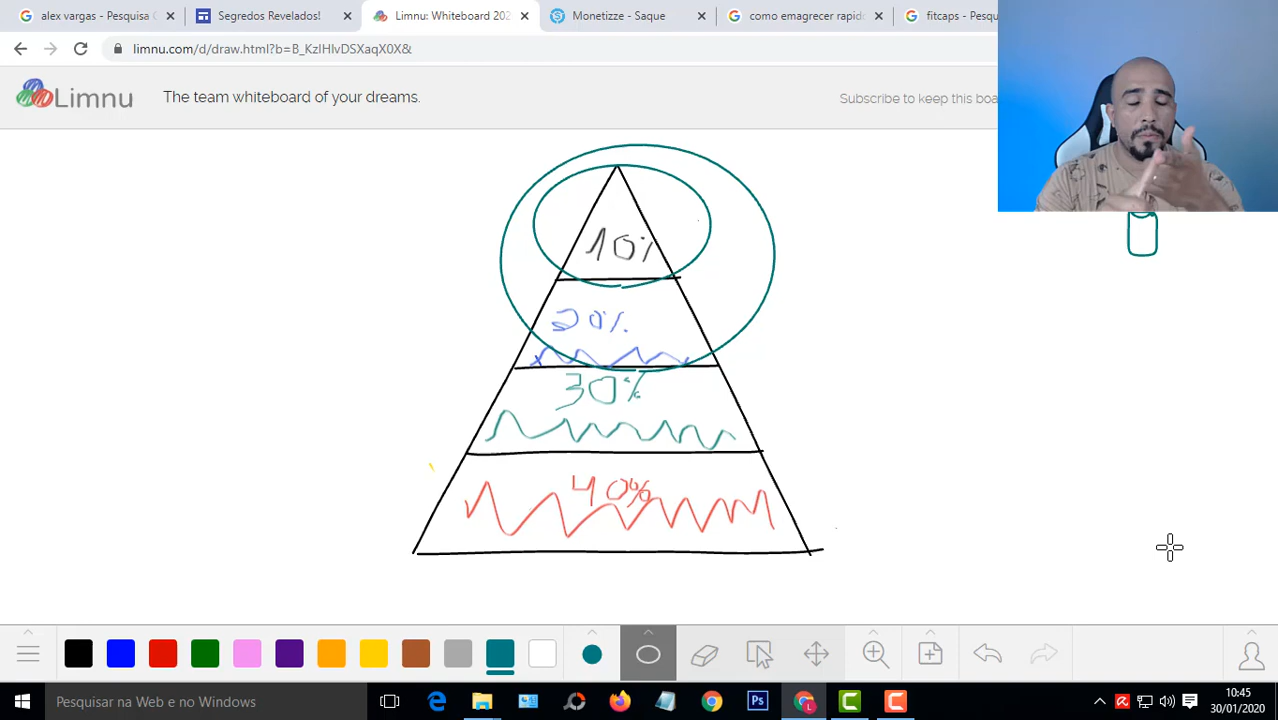 alex vargas - Pesquisa G
Segredos Revelados!
Limnu: Whiteboard 202
Monetizze - Saque
como emagrecer rapid
fitcaps - Pesqu
limnu.com/d/draw.html?b=B_KzlHlvDSXaqX0X&
Limnu
The team whiteboard of your dreams.
Subscribe to keep this boa
10%
20%
30%
40%
Pesquisar na Web e no Windows
Ps
L
10:45
30/01/2020